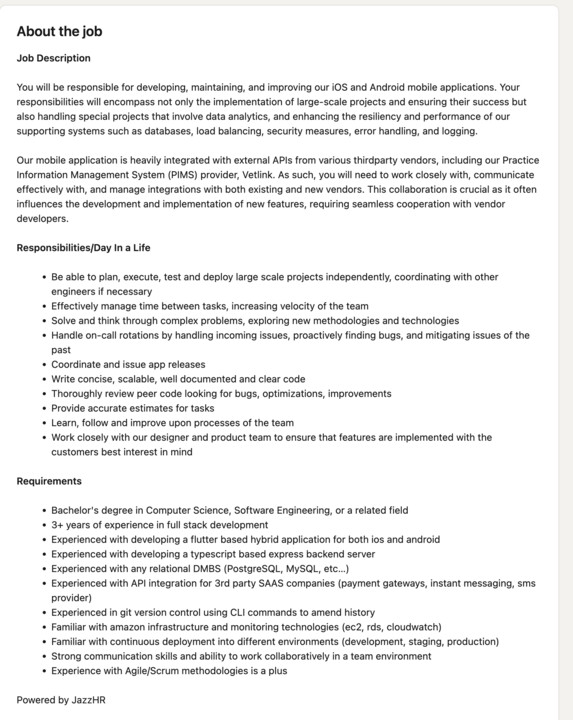 About the job
Job Description
You will be responsible for developing, maintaining, and improving our iOS and Android mobile applications. Your
responsibilities will encompass not only the implementation of large-scale projects and ensuring their success but
also handling special projects that involve data analytics, and enhancing the resiliency and performance of our
supporting systems such as databases, load balancing, security measures, error handling, and logging.
Our mobile application is heavily integrated with external APIs from various thirdparty vendors, including our Practice
Information Management System (PIMS) provider, Vetlink. As such, you will need to work closely with, communicate
effectively with, and manage integrations with both existing and new vendors. This collaboration is crucial as it often
influences the development and implementation of new features, requiring seamless cooperation with vendor
developers.
Responsibilities/Day In a Life
• Be able to plan, execute, test and deploy large scale projects independently, coordinating with other
engineers if necessary
• Effectively manage time between tasks, increasing velocity of the team
• Solve and think through complex problems, exploring new methodologies and technologies
• Handle on-call rotations by handling incoming issues, proactively finding bugs, and mitigating issues of the
past
• Coordinate and issue app releases
• Write concise, scalable, well documented and clear code
• Thoroughly review peer code looking for bugs, optimizations, improvements
• Provide accurate estimates for tasks
• Learn, follow and improve upon processes of the team
• Work closely with our designer and product team to ensure that features are implemented with the
customers best interest in mind
Requirements
• Bachelor's degree in Computer Science, Software Engineering, or a related field
• 3+ years of experience in full stack development
• Experienced with developing a flutter based hybrid application for both ios and android
• Experienced with developing a typescript based express backend server
• Experienced with any relational DMBS (PostgreSQL, MySQL, etc...)
• Experienced with API integration for 3rd party SAAS companies (payment gateways, instant messaging, sms
provider)
• Experienced in git version control using CLI commands to amend history
• Familiar with amazon infrastructure and monitoring technologies (ec2, rds, cloudwatch)
• Familiar with continuous deployment into different environments (development, staging, production)
• Strong communication skills and ability to work collaboratively in a team environment
• Experience with Agile/Scrum methodologies is a plus
Powered by JazzHR